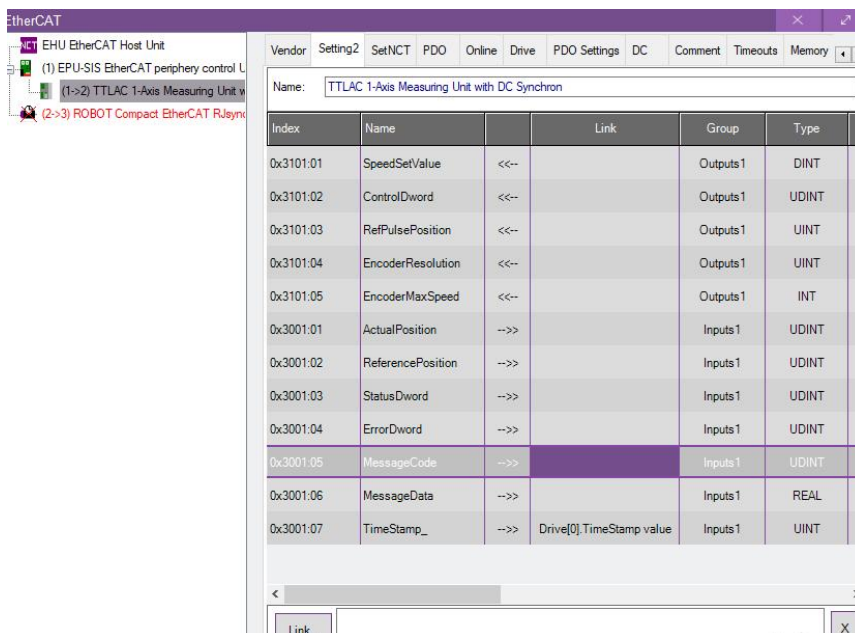 EtherCAT
NCT EHU EtherCAT Host Unit
(1) EPU-SIS EtherCAT periphery control
(1->2) TTLAC 1-Axis Measuring Unit
(2->3) ROBOT Compact EtherCAT
Vendor Setting2 SetNCT PDO Online Drive PDO Settings DC Comment Timeouts Memory
Name: TTLAC 1-Axis Measuring Unit with DC Synchron
Index Name Link Group Type
0x3101:01 SpeedSetValue <<-- Outputs1 DINT
0x3101:02 ControlDword <<-- Outputs1 UDINT
0x3101:03 RefPulsePosition <<-- Outputs1 UINT
0x3101:04 EncoderResolution <<-- Outputs1 UINT
0x3101:05 EncoderMaxSpeed <<-- Outputs1 INT
0x3001:01 ActualPosition -->> Inputs1 UDINT
0x3001:02 ReferencePosition -->> Inputs1 UDINT
0x3001:03 StatusDword -->> Inputs1 UDINT
0x3001:04 ErrorDword -->> Inputs1 UDINT
0x3001:05 MessageCode -->> Inputs1 UDINT
0x3001:06 MessageData -->> Inputs1 REAL
0x3001:07 TimeStamp_ -->> Drive[0].TimeStamp value Inputs1 UINT
Link X